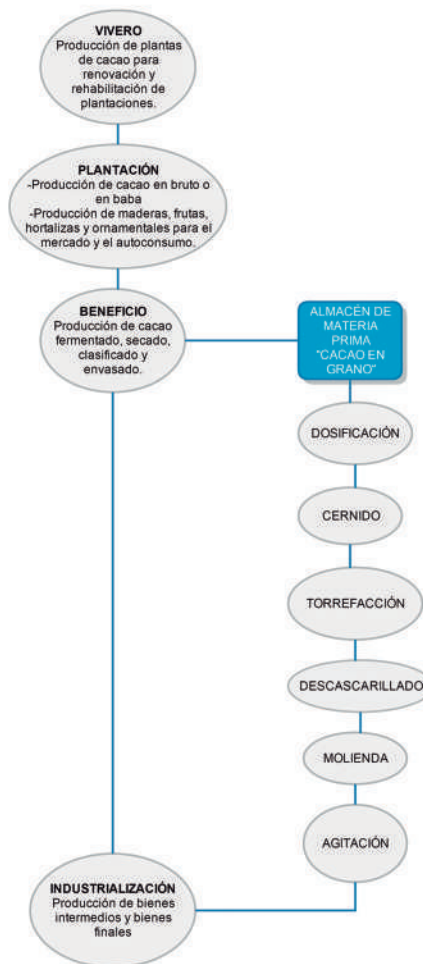 VIVERO
Producción de plantas
de cacao para
renovación y
rehabilitación de
plantaciones.
PLANTACIÓN
-Producción de cacao en bruto o
en baba
-Producción de maderas, frutas,
hortalizas y ornamentales para el
mercado y el autoconsumo.
BENEFICIO
Producción de cacao
fermentado, secado,
clasificado y
envasado.
ALMACÉN DE
MATERIA
PRIMA
"CACAO EN
GRANO"
DOSIFICACIÓN
CERNIDO
TORREFACCIÓN
DESCASCARILLADO
MOLIENDA
AGITACIÓN
INDUSTRIALIZACIÓN
Producción de bienes
intermedios y bienes
finales